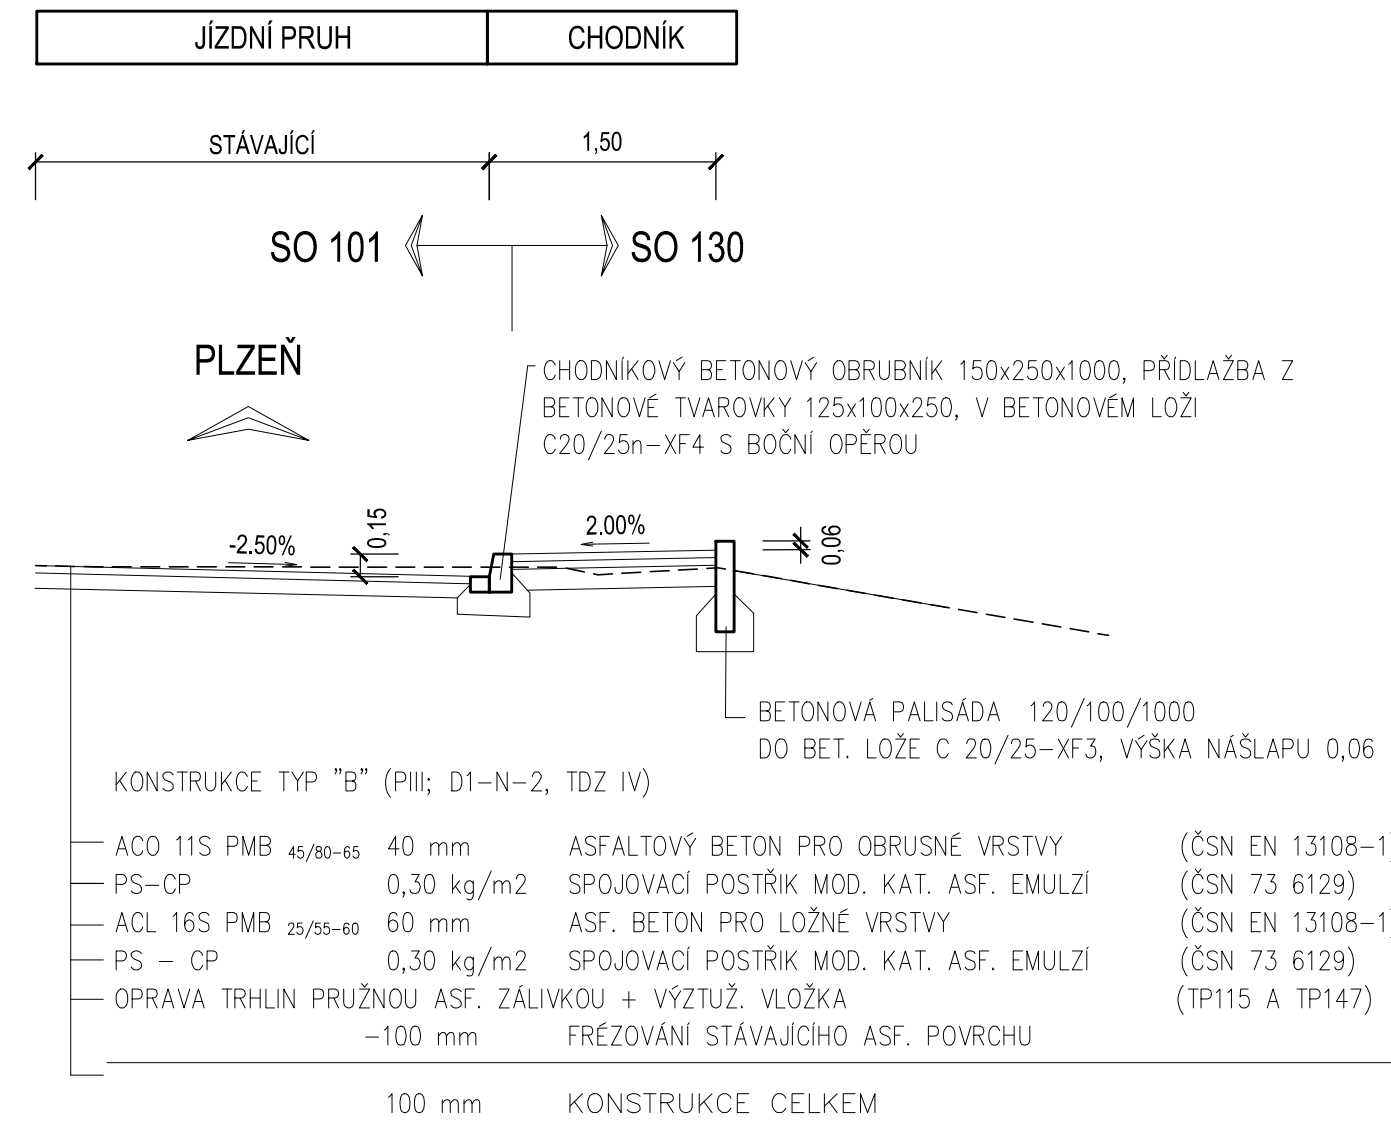 JÍZDNÍ PRUH CHODNÍK
STÁVAJÍCÍ 1,50
SO 101 SO 130
PLZEŇ
CHODNÍKOVÝ BETONOVÝ OBRUBNÍK 150x250x1000, PŘÍDLAŽBA Z
BETONOVÉ TVAROVKY 125x100x250, V BETONOVÉM LOŽI
C20/25n-XF4 S BOČNÍ OPĚROU
-2.50% 0,15 2.00% 0,06
BETONOVÁ PALISÁDA 120/100/1000
DO BET. LOŽE C 20/25-XF3, VÝŠKA NÁŠLAPU 0,06
KONSTRUKCE TYP "B" (PIII; D1-N-2, TDZ IV)
ACO 11S PMB 45/80-65 40 mm ASFALTOVÝ BETON PRO OBRUSNÉ VRSTVY (ČSN EN 13108-1)
PS-CP 0,30 kg/m2 SPOJOVACÍ POSTŘIK MOD. KAT. ASF. EMULZÍ (ČSN 73 6129)
ACL 16S PMB 25/55-60 60 mm ASF. BETON PRO LOŽNÉ VRSTVY (ČSN EN 13108-1)
PS - CP 0,30 kg/m2 SPOJOVACÍ POSTŘIK MOD. KAT. ASF. EMULZÍ (ČSN 73 6129)
OPRAVA TRHLIN PRUŽNOU ASF. ZÁLIVKOU + VÝZTUŽ. VLOŽKA (TP115 A TP147)
-100 mm FRÉZOVÁNÍ STÁVAJÍCÍHO ASF. POVRCHU
100 mm KONSTRUKCE CELKEM